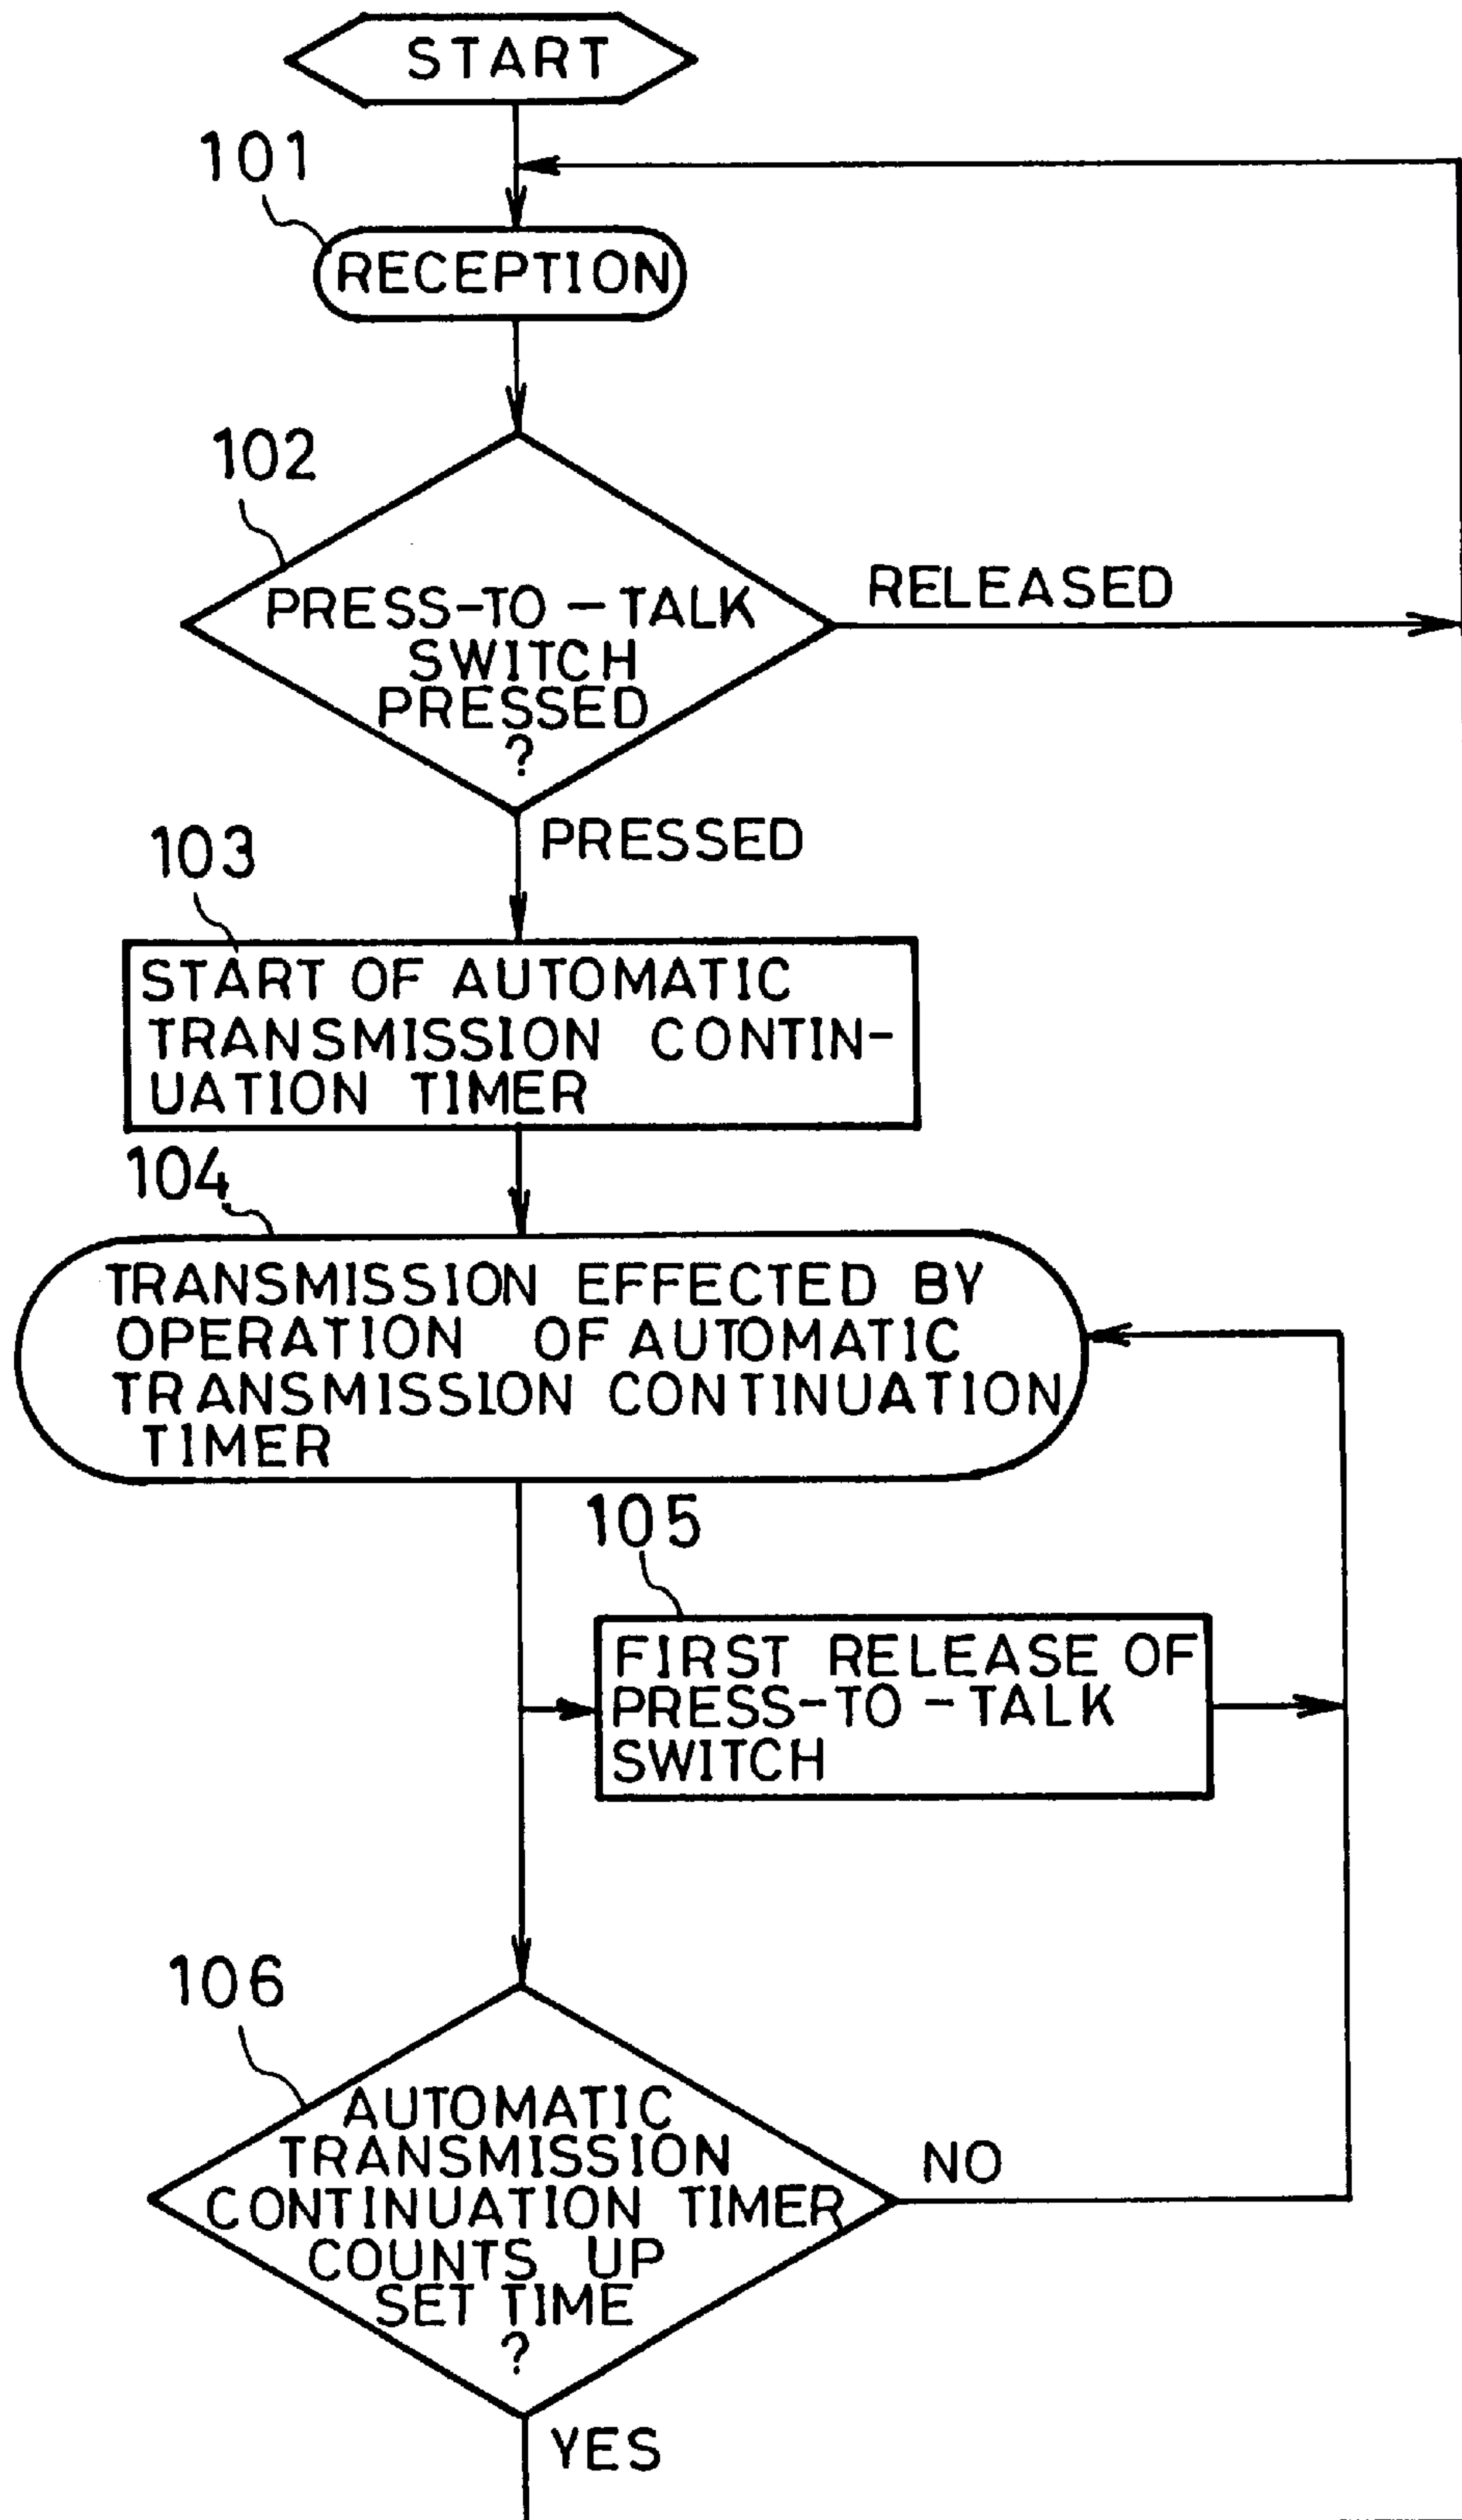 START
101
RECEPTION
102
PRESS-TO-TALK
SWITCH
PRESSED
?
RELEASED
PRESSED
103
START OF AUTOMATIC
TRANSMISSION CONTIN-
UATION TIMER
104
TRANSMISSION EFFECTED BY
OPERATION OF AUTOMATIC
TRANSMISSION CONTINUATION
TIMER
105
FIRST RELEASE OF
PRESS-TO-TALK
SWITCH
106
AUTOMATIC
TRANSMISSION
CONTINUATION TIMER
COUNTS UP
SET TIME
?
NO
YES